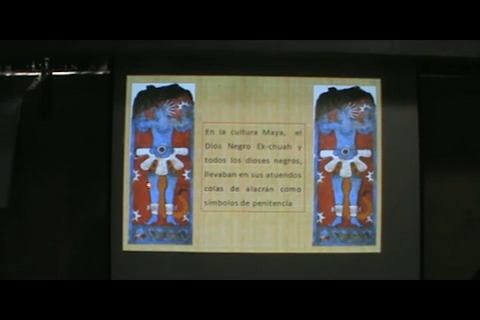 En la cultura Maya, el
Dios Negro Ek-chuah y
todos los dioses negros,
llevaban en sus atuendos
colas de alacrán como
símbolos de penitencia